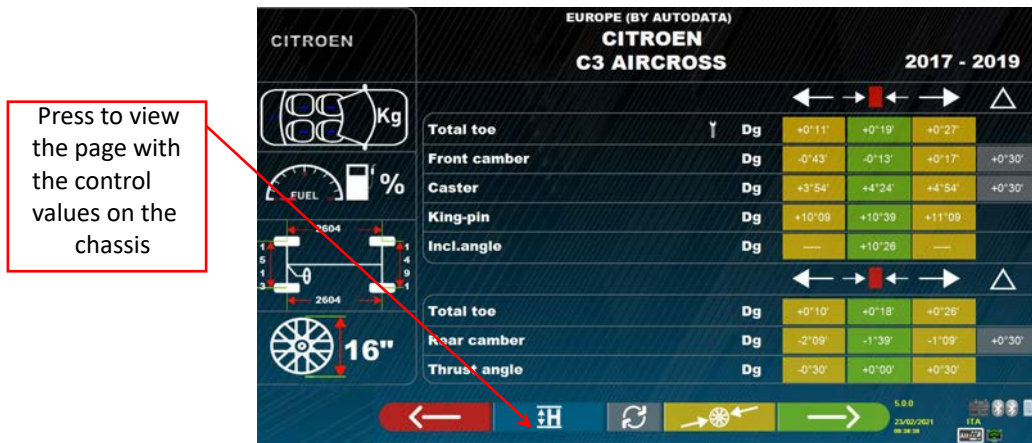 Press to view
the page with
the control
values on the
chassis
CITROEN
EUROPE (BY AUTODATA)
CITROEN
C3 AIRCROSS
2017 - 2019
Kg
FUEL %
2604
1513
1491
2604
16"
Total toe Dg +0°11' +0°19' +0°27'
Front camber Dg -0°43' -0°13' +0°17' +0°30'
Caster Dg +3°54' +4°24' +4°54' +0°30'
King-pin Dg +10°09 +10°39 +11°09
Incl.angle Dg — +10°26 —
Total toe Dg +0°10' +0°18' +0°26'
Rear camber Dg -2°09' -1°39' -1°09' +0°30'
Thrust angle Dg -0°30' +0°00' +0°30'
H
5.0.0
23/02/2021
ITA